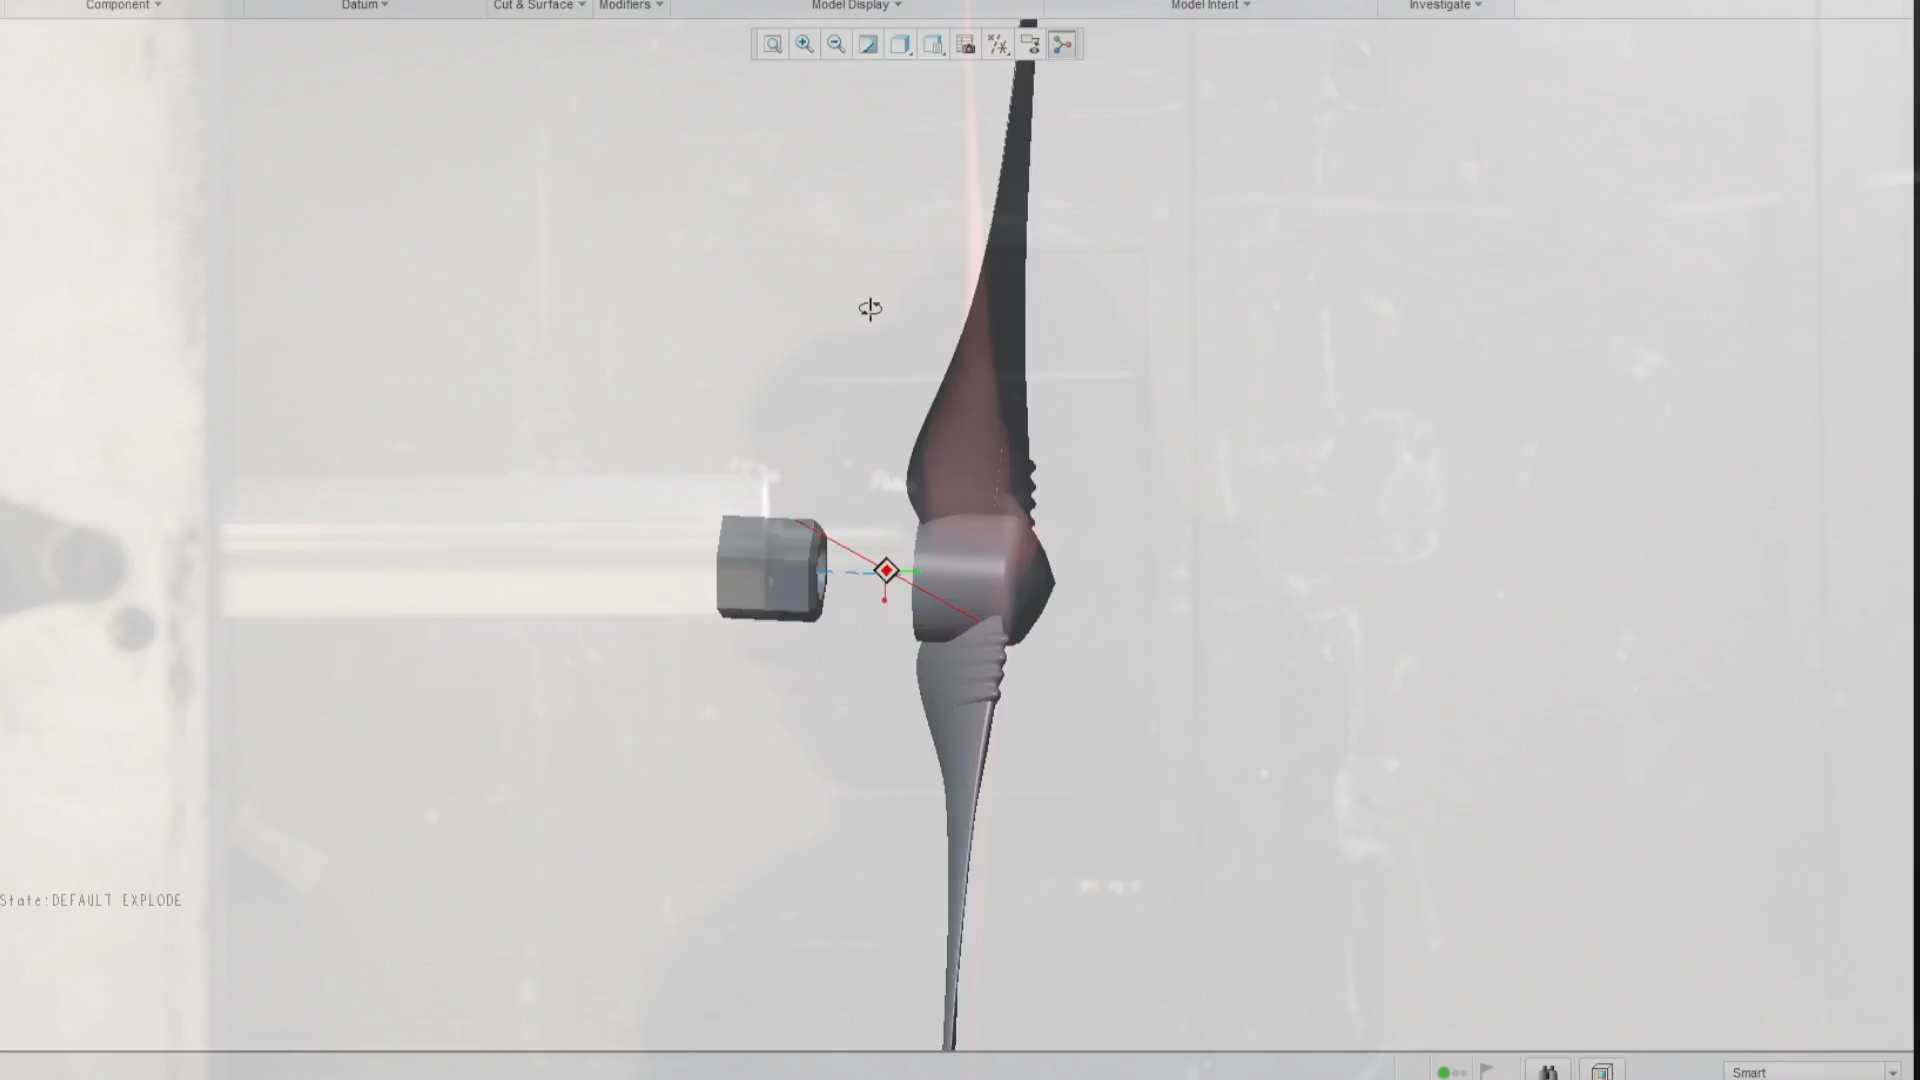 Component Datum Cut & Surface Modifiers Model Display Model Intent Investigate
State:DEFAULT EXPLODE
Smart